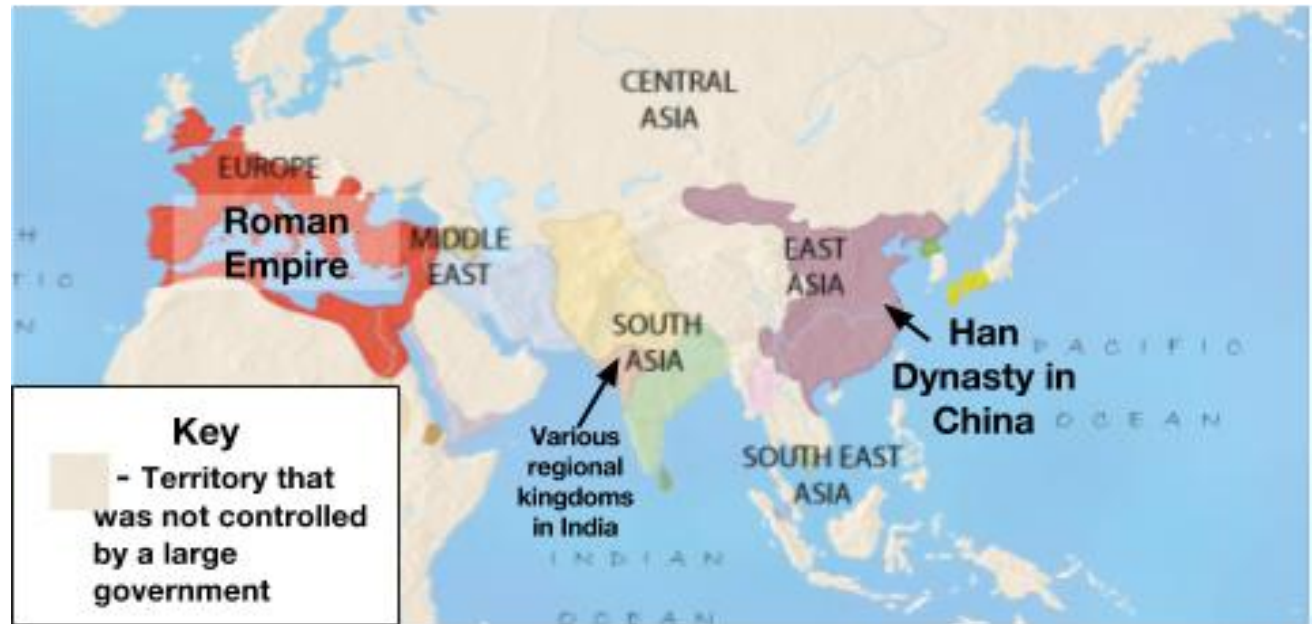 CENTRAL
ASIA
EUROPE
Roman
Empire
MIDDLE
EAST
EAST
ASIA
SOUTH
ASIA
Han
Dynasty in
China
PACIFIC
OCEAN
Various
regional
kingdoms
in India
SOUTH EAST
ASIA
INDIAN
OCEAN
Key
- Territory that
was not controlled
by a large
government